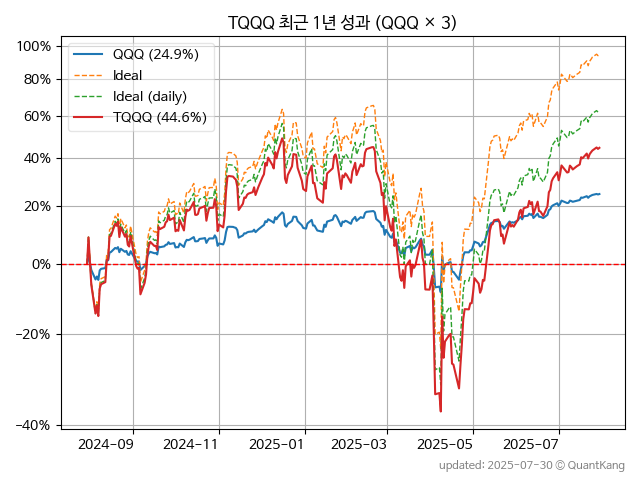 TQQQ 최근 1년 성과 (QQQ × 3)
100%
80%
60%
40%
20%
0%
-20%
-40%
QQQ (24.9%)
Ideal
Ideal (daily)
TQQQ (44.6%)
2024-09
2024-11
2025-01
2025-03
2025-05
2025-07
updated: 2025-07-30 © QuantKang